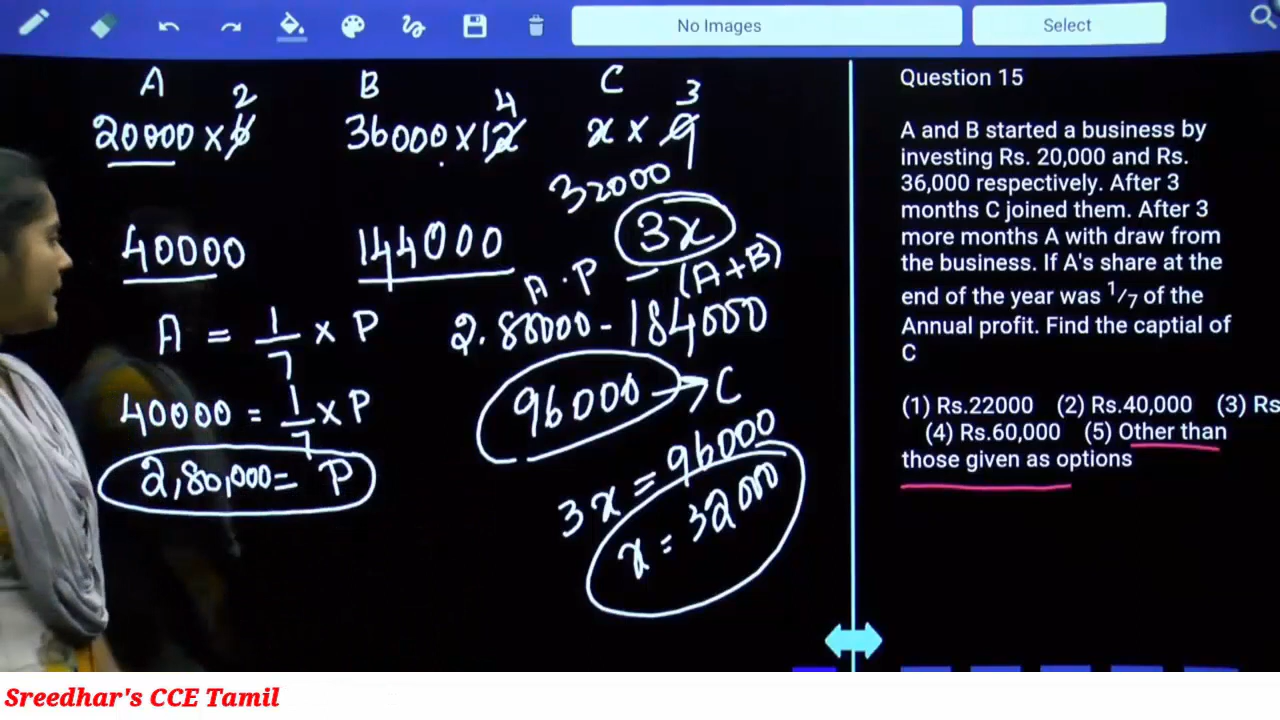 No Images
Select
A
B
C
20000 × 6 2
36000 × 12 4
x × 9 3
32000
40000
144000
3x
A.P
(A+B)
A = 1/7 × P
2.80000 - 184000
40000 = 1/7 × P
96000 → C
2,80,000 = P
3x = 96000
x = 32000
Question 15
A and B started a business by
investing Rs. 20,000 and Rs.
36,000 respectively. After 3
months C joined them. After 3
more months A with draw from
the business. If A's share at the
end of the year was 1/7 of the
Annual profit. Find the captial of
C
(1) Rs.22000 (2) Rs.40,000 (3) Rs
(4) Rs.60,000 (5) Other than
those given as options
Sreedhar's CCE Tamil